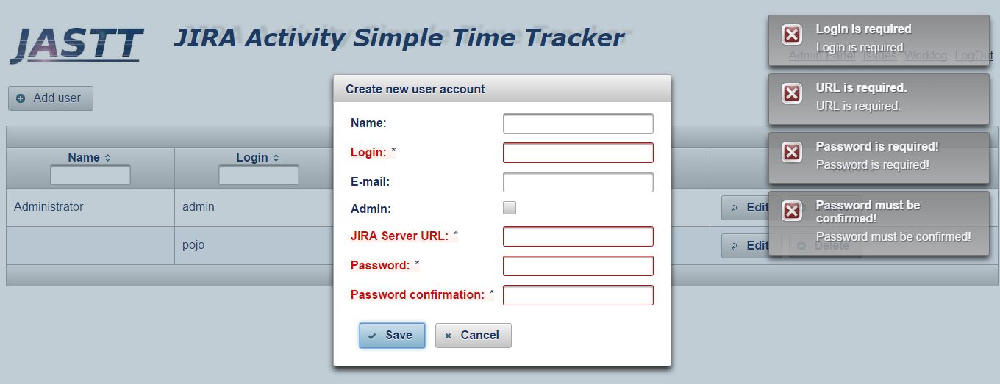 JASTT
JIRA Activity Simple Time Tracker
Admin Panel Issues Worklog LogOut
Login is required
Login is required
URL is required.
URL is required.
Password is required!
Password is required!
Password must be
confirmed!
Password must be confirmed!
Add user
Name
Login
Administrator
admin
Edit
pojo
Edit
Delete
Create new user account
Name:
Login: *
E-mail:
Admin:
JIRA Server URL: *
Password: *
Password confirmation: *
Save
Cancel